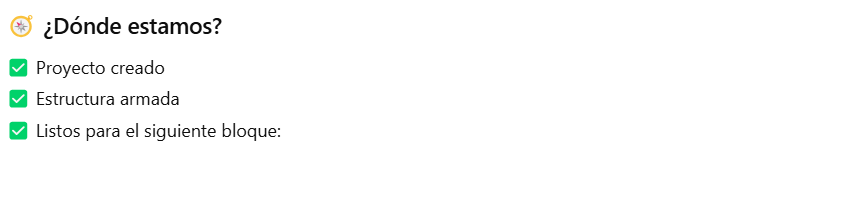 ¿Dónde estamos?
Proyecto creado
Estructura armada
Listos para el siguiente bloque: